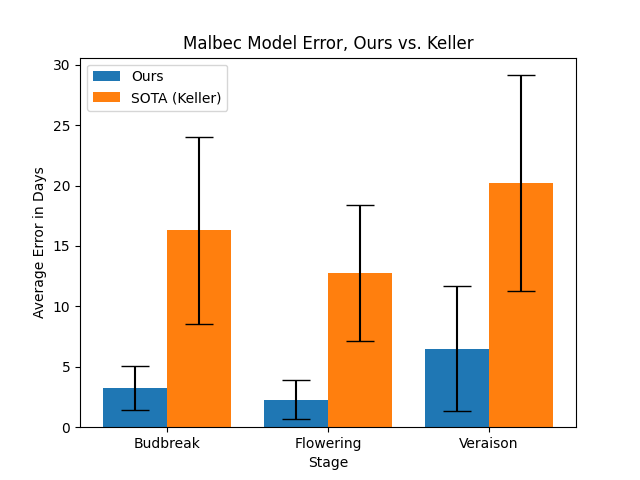 Malbec Model Error, Ours vs. Keller
Ours
SOTA (Keller)
Average Error in Days
30
25
20
15
10
5
0
Budbreak Flowering Veraison
Stage